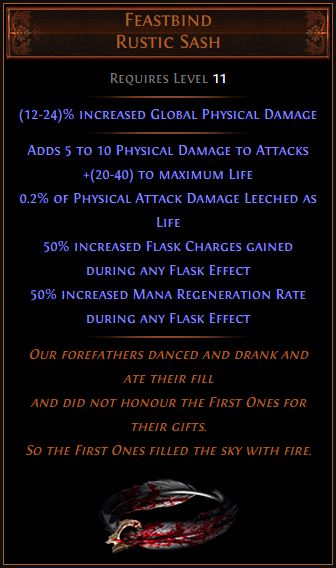 Feastbind
Rustic Sash
Requires Level 11
(12-24)% increased Global Physical Damage
Adds 5 to 10 Physical Damage to Attacks
+(20-40) to maximum Life
0.2% of Physical Attack Damage Leeched as
Life
50% increased Flask Charges gained
during any Flask Effect
50% increased Mana Regeneration Rate
during any Flask Effect
Our forefathers danced and drank and
ate their fill
and did not honour the First Ones for
their gifts.
So the First Ones filled the sky with fire.